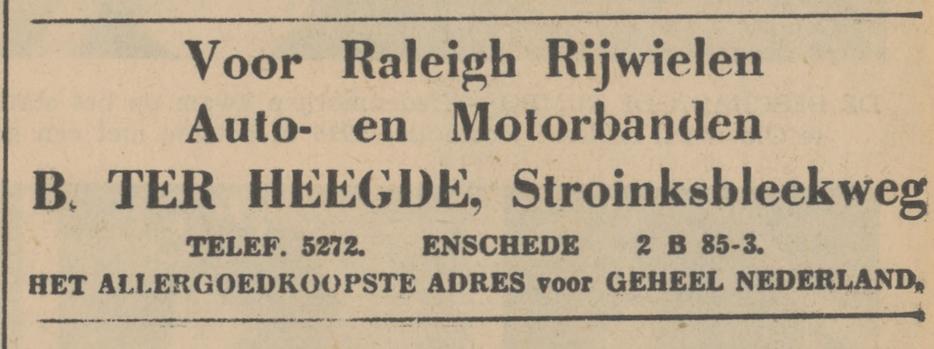 Voor Raleigh Rijwielen
Auto- en Motorbanden
B. TER HEEGDE, Stroinksbleekweg
TELEF. 5272. ENSCHEDE 2 B 85-3.
HET ALLERGOEDKOOPSTE ADRES voor GEHEEL NEDERLAND,